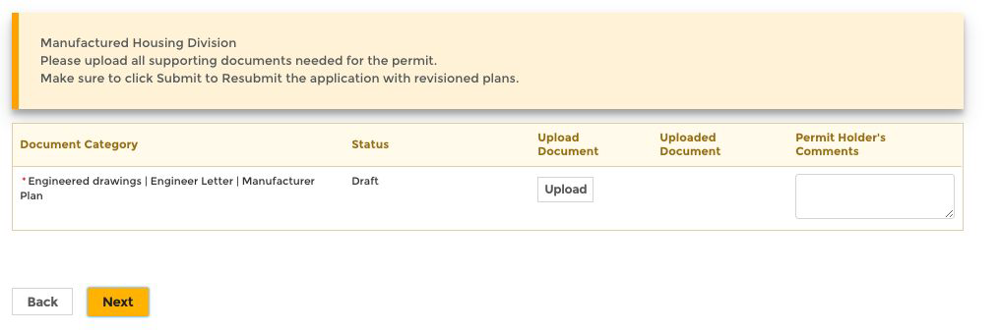 Manufactured Housing Division
Please upload all supporting documents needed for the permit.
Make sure to click Submit to Resubmit the application with revisioned plans.
Document Category
Status
Upload
Document
Uploaded
Document
Permit Holder's
Comments
*Engineered drawings | Engineer Letter | Manufacturer
Plan
Draft
Upload
Back
Next